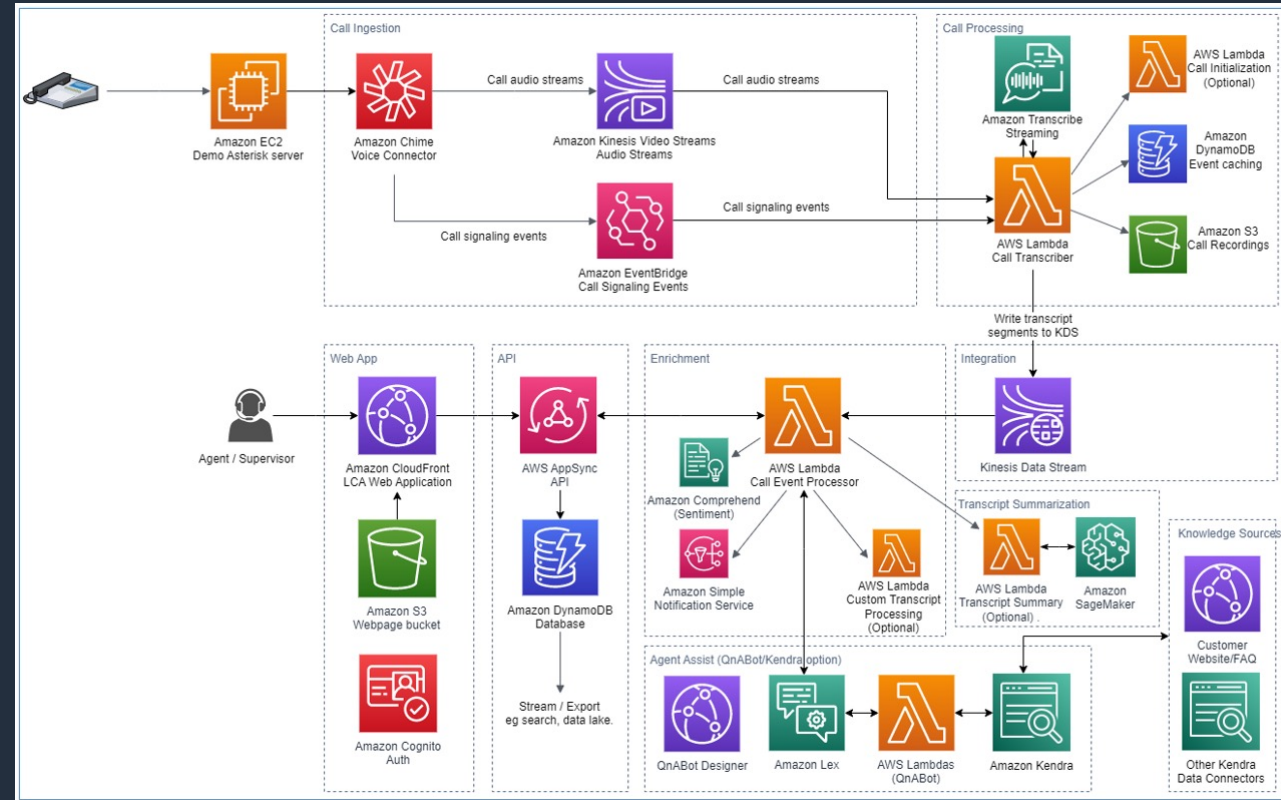 Call Ingestion
Call Processing
Amazon EC2
Demo Asterisk server
Amazon Chime
Voice Connector
Call audio streams
Amazon Kinesis Video Streams
Audio Streams
Call audio streams
Call signaling events
Amazon EventBridge
Call Signaling Events
Call signaling events
Amazon Transcribe
Streaming
AWS Lambda
Call Transcriber
AWS Lambda
Call Initialization
(Optional)
Amazon
DynamoDB
Event caching
Amazon S3
Call Recordings
Write transcript
segments to KDS
Web App
API
Enrichment
Integration
Agent / Supervisor
Amazon CloudFront
LCA Web Application
Amazon S3
Webpage bucket
Amazon Cognito
Auth
AWS AppSync
API
Amazon DynamoDB
Database
Stream / Export
eg search, data lake.
AWS Lambda
Call Event Processor
Amazon Comprehend
(Sentiment)
Amazon Simple
Notification Service
AWS Lambda
Custom Transcript
Processing
(Optional)
Kinesis Data Stream
Transcript Summarization
AWS Lambda
Transcript Summary
(Optional) .
Amazon
SageMaker
Knowledge Sources
Customer
Website/FAQ
Other Kendra
Data Connectors
Agent Assist (QnABot/Kendra option)
QnABot Designer
Amazon Lex
AWS Lambdas
(QnABot)
Amazon Kendra